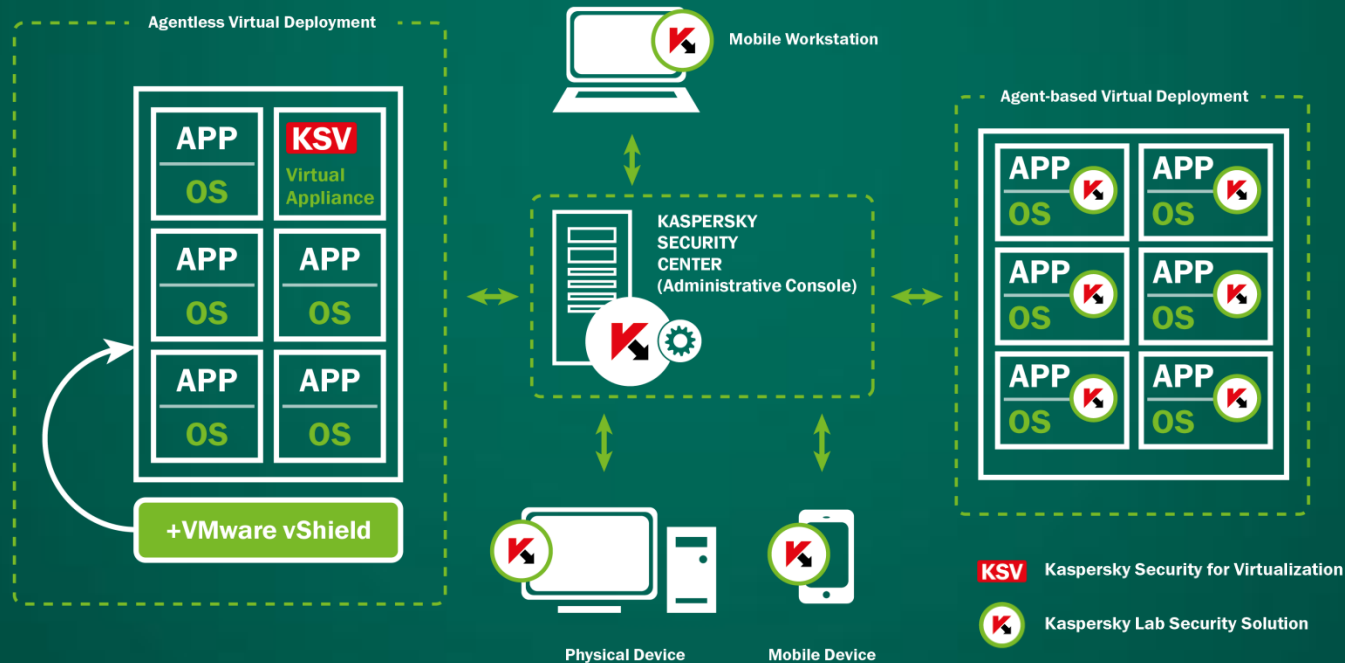 Agentless Virtual Deployment
APP
OS
KSV
Virtual
Appliance
APP
OS
APP
OS
APP
OS
APP
OS
+VMware vShield
Mobile Workstation
KASPERSKY
SECURITY
CENTER
(Administrative Console)
Physical Device
Mobile Device
Agent-based Virtual Deployment
APP
OS
APP
OS
APP
OS
APP
OS
APP
OS
APP
OS
KSV
Kaspersky Security for Virtualization
Kaspersky Lab Security Solution